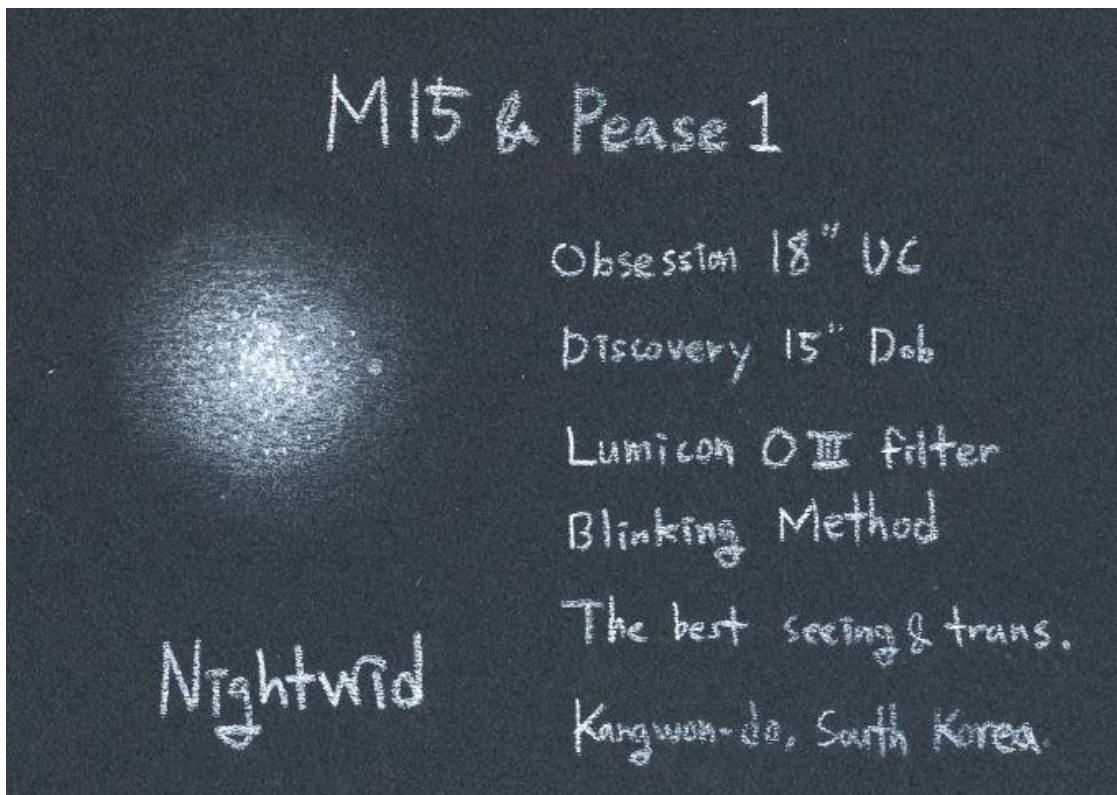 M15 & Pease 1
Obsession 18" UC
Discovery 15" Dob
Lumicon O III filter
Blinking Method
The best seeing & trans.
Kangwon-do, South Korea.
Nightwid